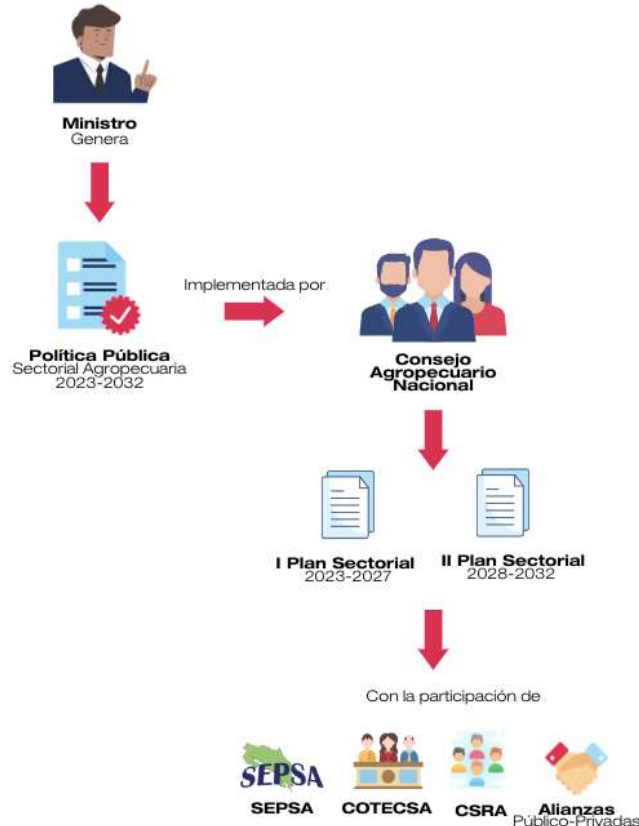 Ministro
Genera
Implementada por
Política Pública
Sectorial Agropecuaria
2023-2032
Consejo
Agropecuario
Nacional
I Plan Sectorial
2023-2027
II Plan Sectorial
2028-2032
Con la participación de
SEPSA
SEPSA
COTECSA
CSRA
Alianzas
Público-Privadas